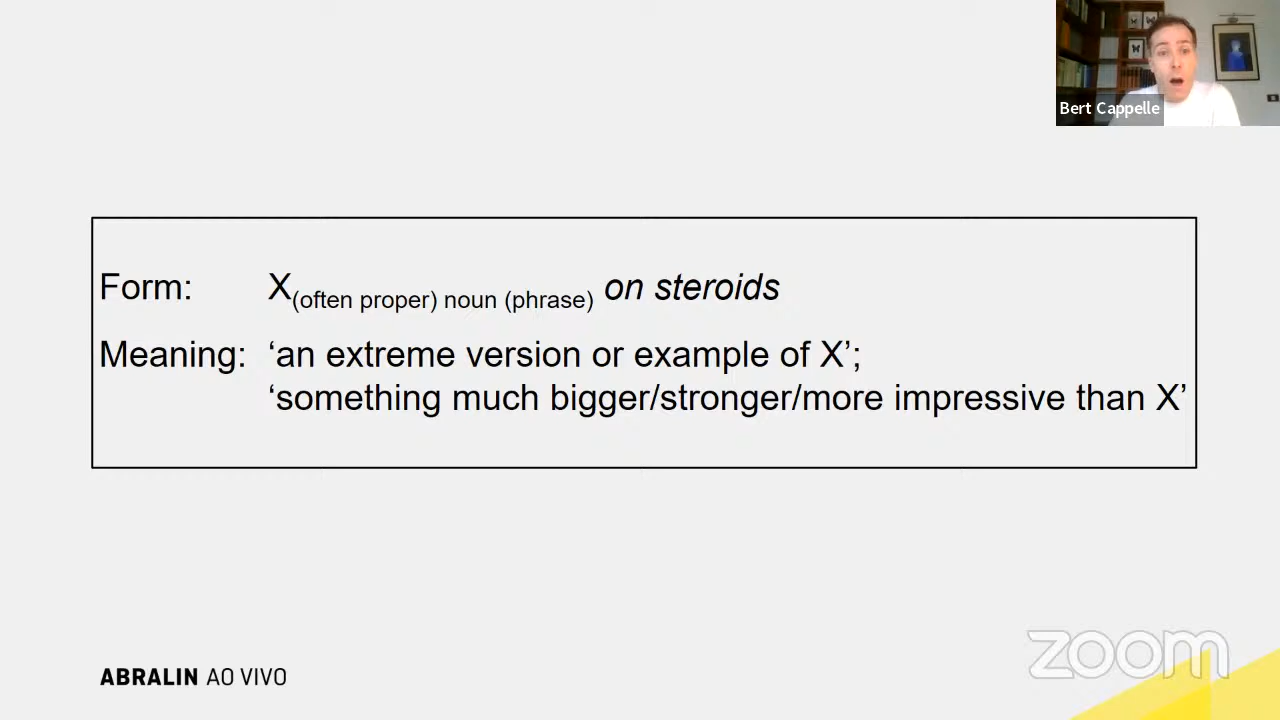 Bert Cappelle
Form: X(often proper) noun (phrase) on steroids
Meaning: ‘an extreme version or example of X’;
‘something much bigger/stronger/more impressive than X’
ABRALIN AO VIVO
zoom